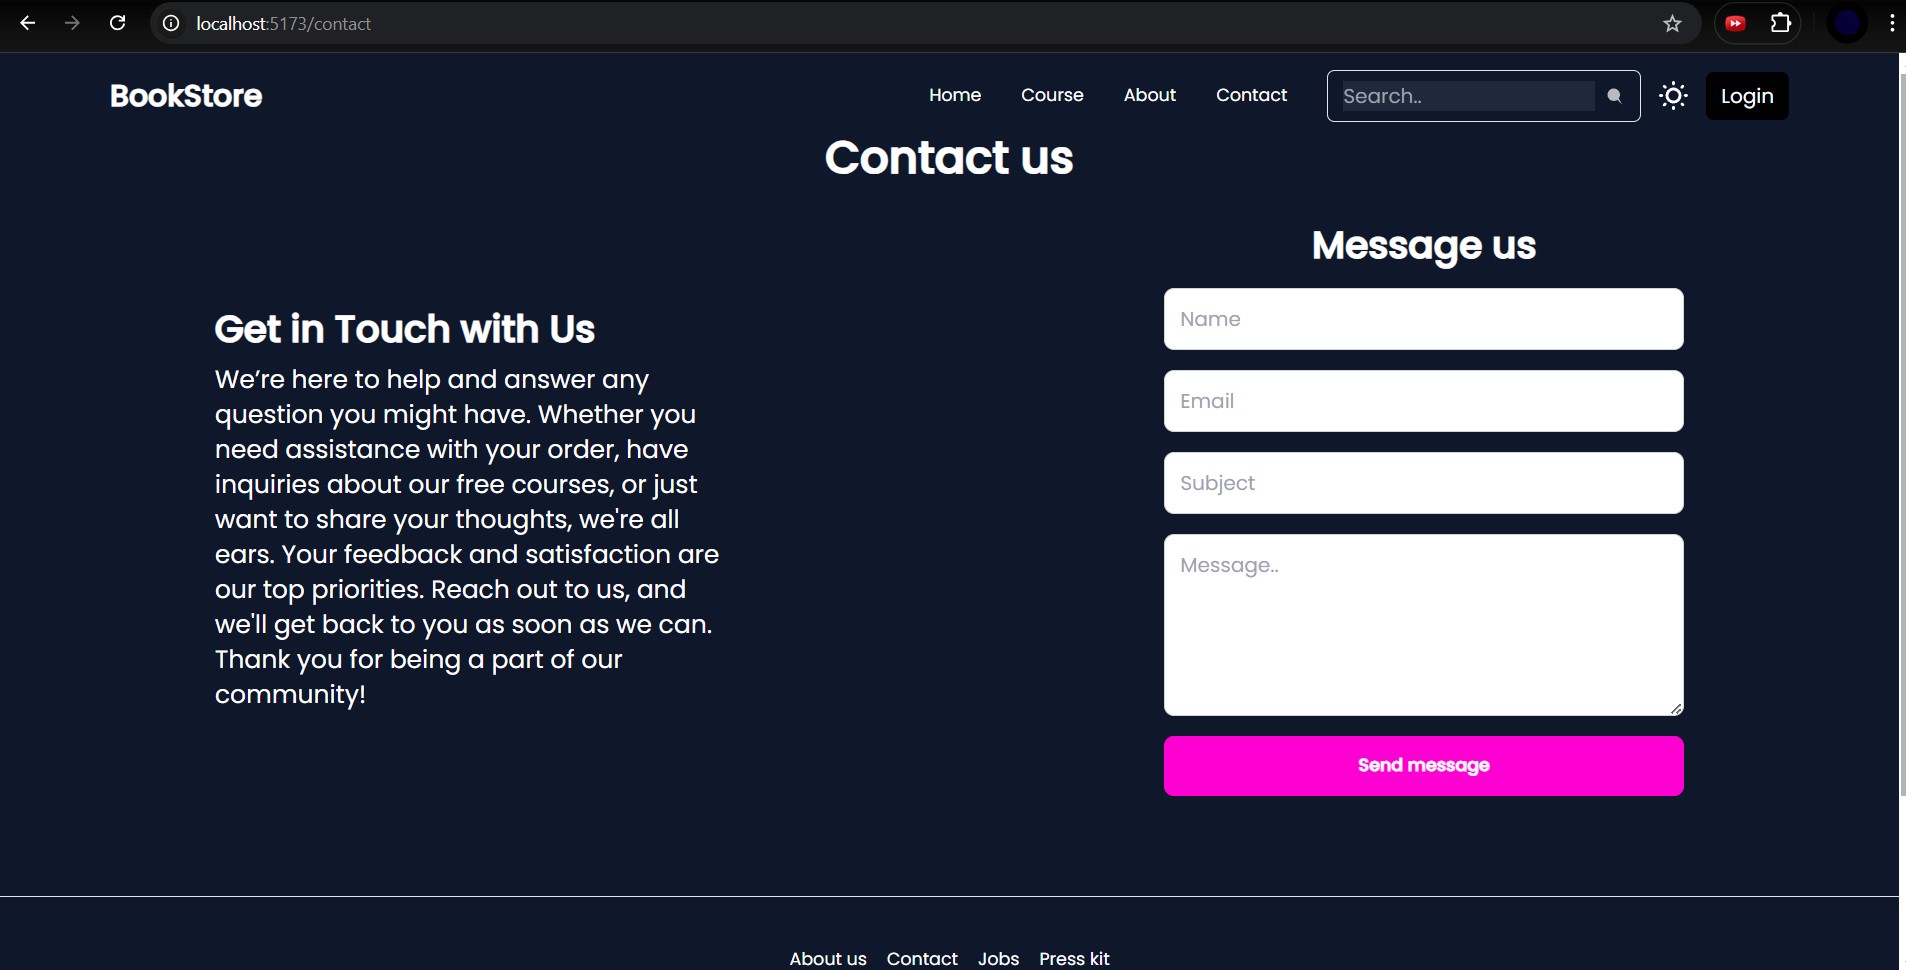 localhost:5173/contact
BookStore
Home Course About Contact Search.. Login
Contact us
Get in Touch with Us
We’re here to help and answer any
question you might have. Whether you
need assistance with your order, have
inquiries about our free courses, or just
want to share your thoughts, we're all
ears. Your feedback and satisfaction are
our top priorities. Reach out to us, and
we'll get back to you as soon as we can.
Thank you for being a part of our
community!
Message us
Name
Email
Subject
Message..
Send message
About us Contact Jobs Press kit